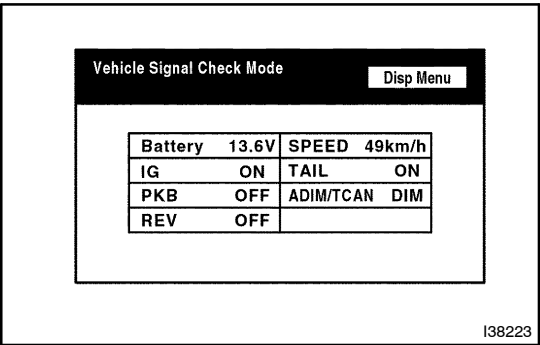 Vehicle Signal Check Mode
Disp Menu
Battery 13.6V SPEED 49km/h
IG ON TAIL ON
PKB OFF ADIM/TCAN DIM
REV OFF
I38223